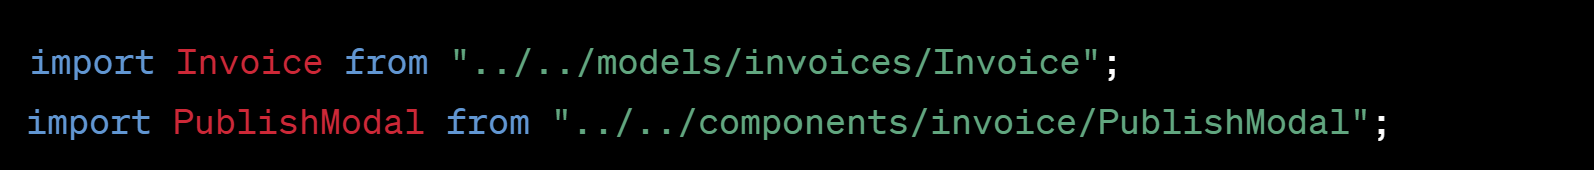 import Invoice from "../../models/invoices/Invoice";
import PublishModal from "../../components/invoice/PublishModal";